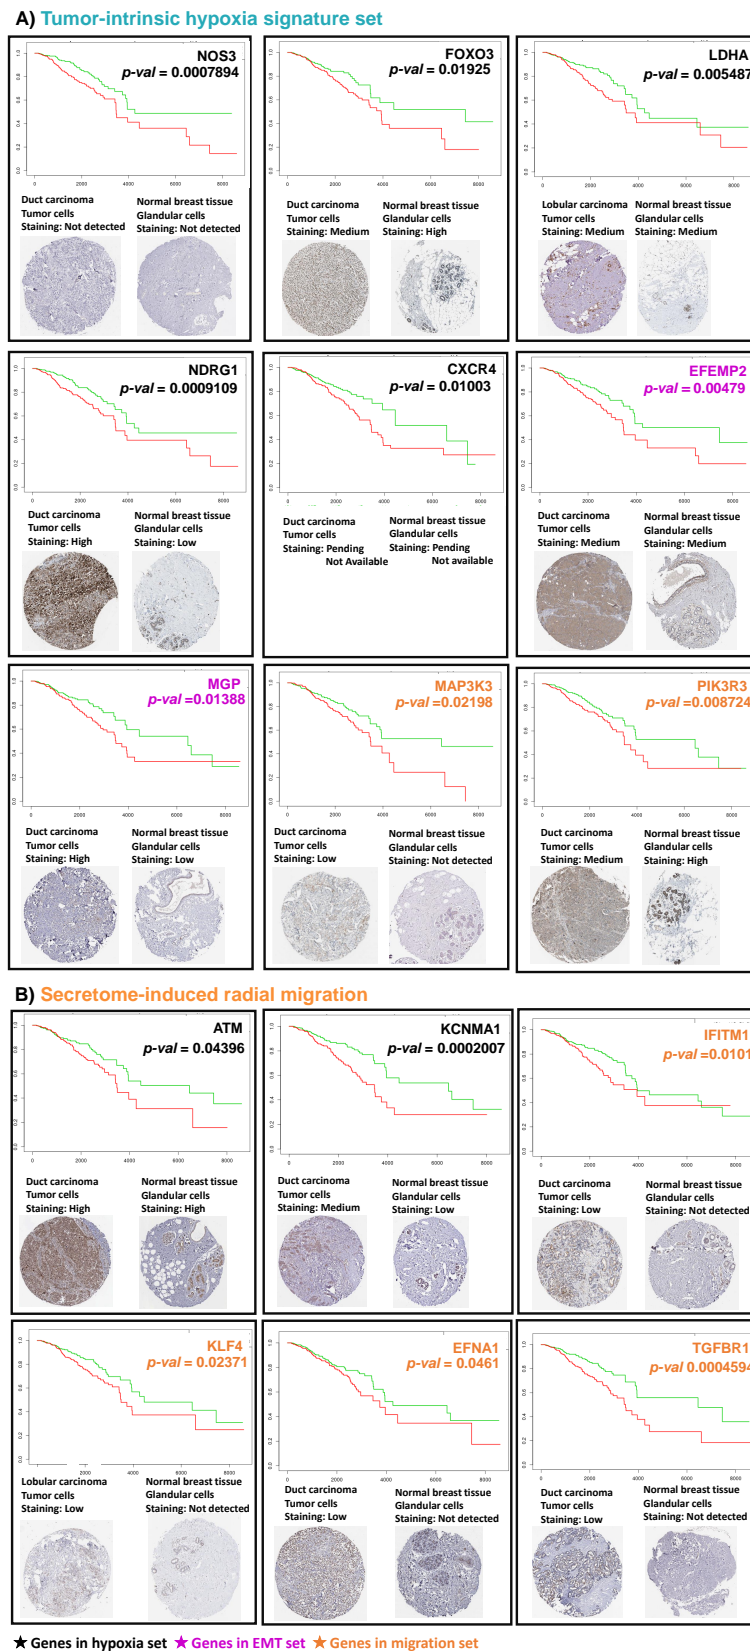 A) Tumor-intrinsic hypoxia signature set
NOS3
p-val = 0.0007894
Duct carcinoma
Tumor cells
Staining: Not detected
Normal breast tissue
Glandular cells
Staining: Not detected
FOXO3
p-val = 0.01925
Duct carcinoma
Tumor cells
Staining: Medium
Normal breast tissue
Glandular cells
Staining: High
LDHA
p-val = 0.005487
Lobular carcinoma
Tumor cells
Staining: Medium
Normal breast tissue
Glandular cells
Staining: Medium
NDRG1
p-val = 0.0009109
Duct carcinoma
Tumor cells
Staining: High
Normal breast tissue
Glandular cells
Staining: Low
CXCR4
p-val = 0.01003
Duct carcinoma
Tumor cells
Staining: Pending
Not Available
Normal breast tissue
Glandular cells
Staining: Pending
Not available
EFEMP2
p-val = 0.00479
Duct carcinoma
Tumor cells
Staining: Medium
Normal breast tissue
Glandular cells
Staining: Medium
MGP
p-val =0.01388
Duct carcinoma
Tumor cells
Staining: High
Normal breast tissue
Glandular cells
Staining: Low
MAP3K3
p-val =0.02198
Duct carcinoma
Tumor cells
Staining: Low
Normal breast tissue
Glandular cells
Staining: Not detected
PIK3R3
p-val =0.008724
Duct carcinoma
Tumor cells
Staining: Medium
Normal breast tissue
Glandular cells
Staining: High
B) Secretome-induced radial migration
ATM
p-val = 0.04396
Duct carcinoma
Tumor cells
Staining: High
Normal breast tissue
Glandular cells
Staining: High
KCNMA1
p-val = 0.0002007
Duct carcinoma
Tumor cells
Staining: Medium
Normal breast tissue
Glandular cells
Staining: Low
IFITM1
p-val =0.0101
Duct carcinoma
Tumor cells
Staining: Low
Normal breast tissue
Glandular cells
Staining: Not detected
KLF4
p-val = 0.02371
Lobular carcinoma
Tumor cells
Staining: Low
Normal breast tissue
Glandular cells
Staining: Not detected
EFNA1
p-val = 0.0461
Duct carcinoma
Tumor cells
Staining: Low
Normal breast tissue
Glandular cells
Staining: Not detected
TGFBR1
p-val 0.0004594
Duct carcinoma
Tumor cells
Staining: Low
Normal breast tissue
Glandular cells
Staining: Not detected
★ Genes in hypoxia set ★ Genes in EMT set ★ Genes in migration set